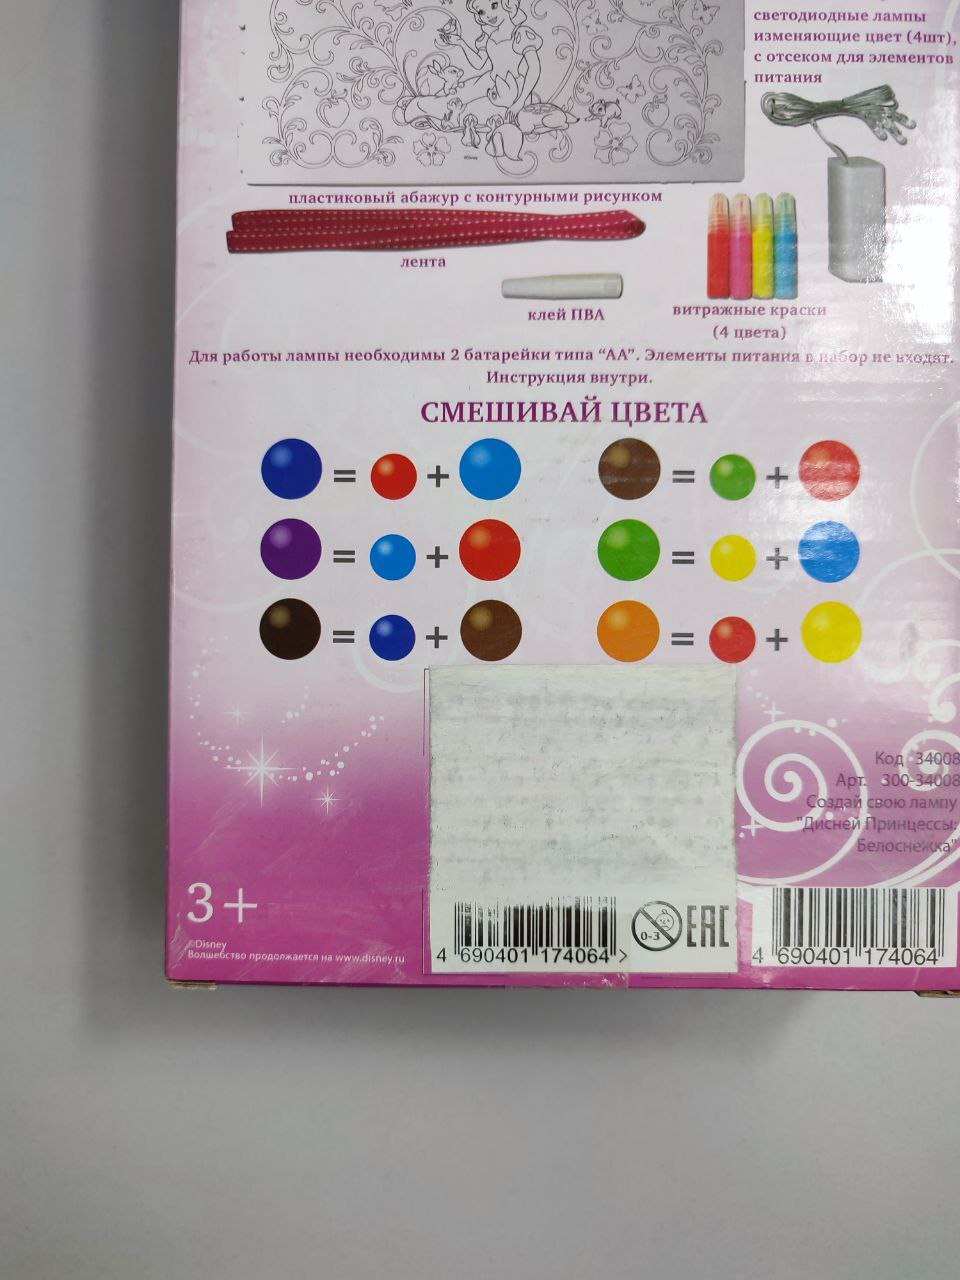 светодиодные лампы
изменяющие цвет (4шт),
с отсеком для элементов
питания
пластиковый абажур с контурными рисунком
лента
клей ПВА
витражные краски
(4 цвета)
Для работы лампы необходимы 2 батарейки типа “АА”. Элементы питания в набор не входят.
Инструкция внутри.
СМЕШИВАЙ ЦВЕТА
= +
= +
= +
= +
= +
= +
Код 34008
Арт. 300-34008
Создай свою лампу
"Дисней Принцессы:
Белоснежка"
3+
©Disney
Волшебство продолжается на www.disney.ru
0-3
EAC
4 690401 174064 >
4 690401 174064